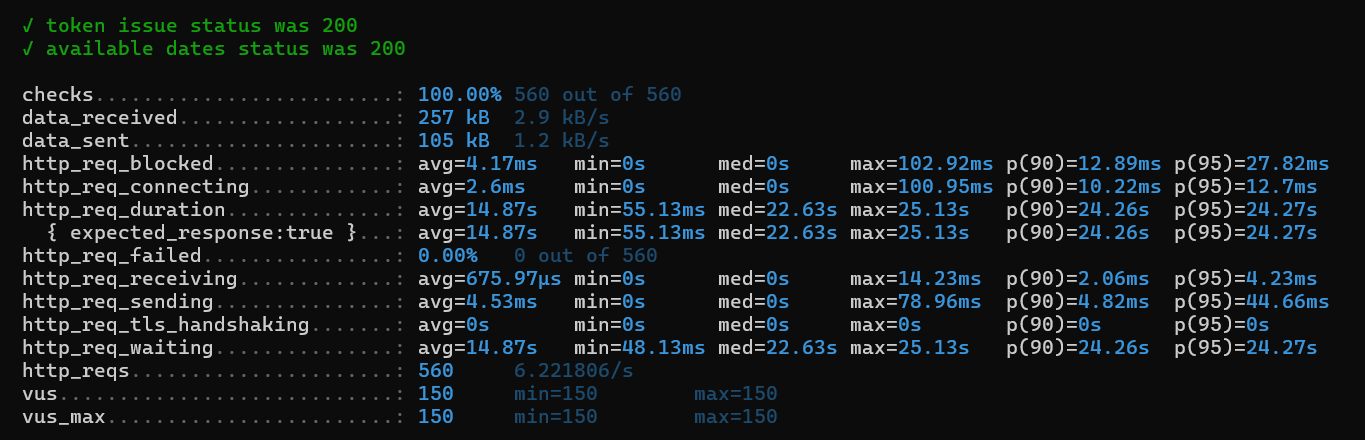 ✓ token issue status was 200
✓ available dates status was 200
checks.........................: 100.00% 560 out of 560
data_received..................: 257 kB 2.9 kB/s
data_sent......................: 105 kB 1.2 kB/s
http_req_blocked...............: avg=4.17ms min=0s med=0s max=102.92ms p(90)=12.89ms p(95)=27.82ms
http_req_connecting............: avg=2.6ms min=0s med=0s max=100.95ms p(90)=10.22ms p(95)=12.7ms
http_req_duration..............: avg=14.87s min=55.13ms med=22.63s max=25.13s p(90)=24.26s p(95)=24.27s
{ expected_response:true }...: avg=14.87s min=55.13ms med=22.63s max=25.13s p(90)=24.26s p(95)=24.27s
http_req_failed................: 0.00% 0 out of 560
http_req_receiving.............: avg=675.97µs min=0s med=0s max=14.23ms p(90)=2.06ms p(95)=4.23ms
http_req_sending...............: avg=4.53ms min=0s med=0s max=78.96ms p(90)=4.82ms p(95)=44.66ms
http_req_tls_handshaking.......: avg=0s min=0s med=0s max=0s p(90)=0s p(95)=0s
http_req_waiting...............: avg=14.87s min=48.13ms med=22.63s max=25.13s p(90)=24.26s p(95)=24.27s
http_reqs......................: 560 6.221806/s
vus............................: 150 min=150 max=150
vus_max........................: 150 min=150 max=150